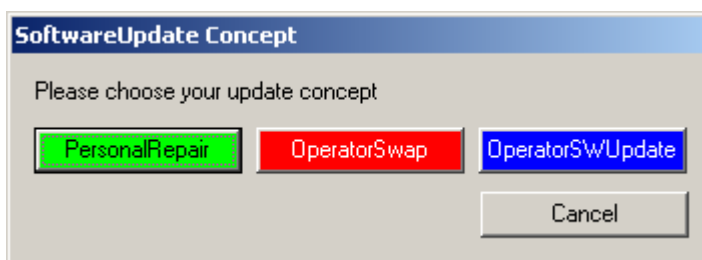 SoftwareUpdate Concept
Please choose your update concept
PersonalRepair OperatorSwap OperatorSWUpdate
Cancel